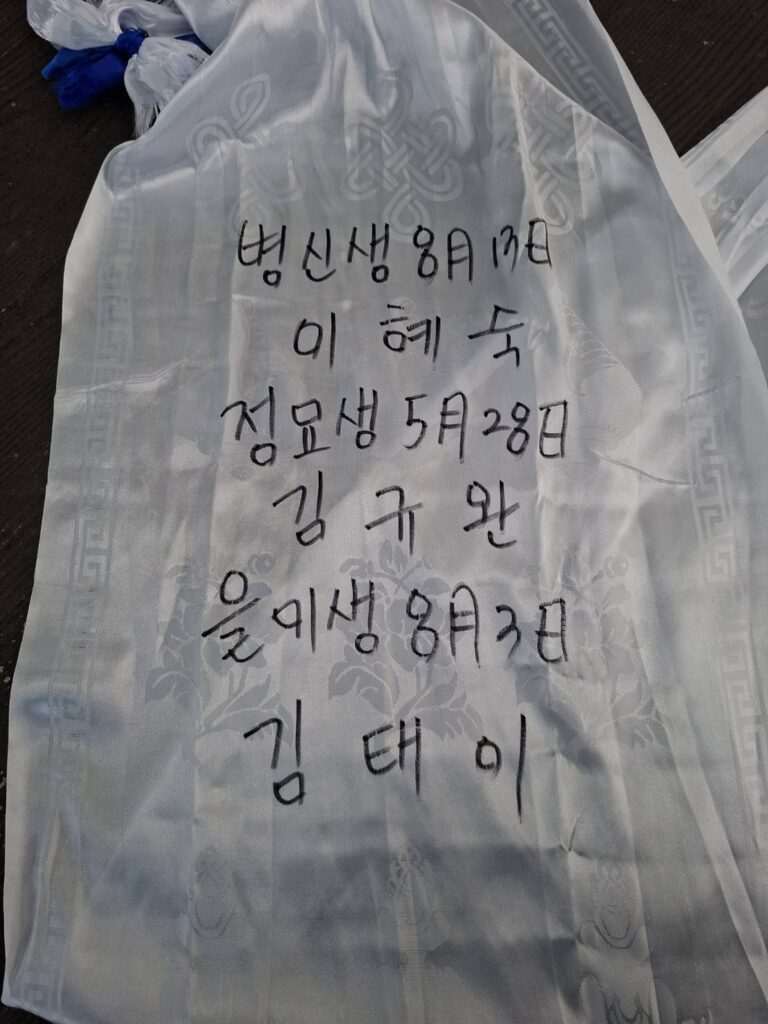 병신생 8月 13日
이 혜 숙
정묘생 5月 28日
김 규 완
을미생 8月 3日
김 태 이